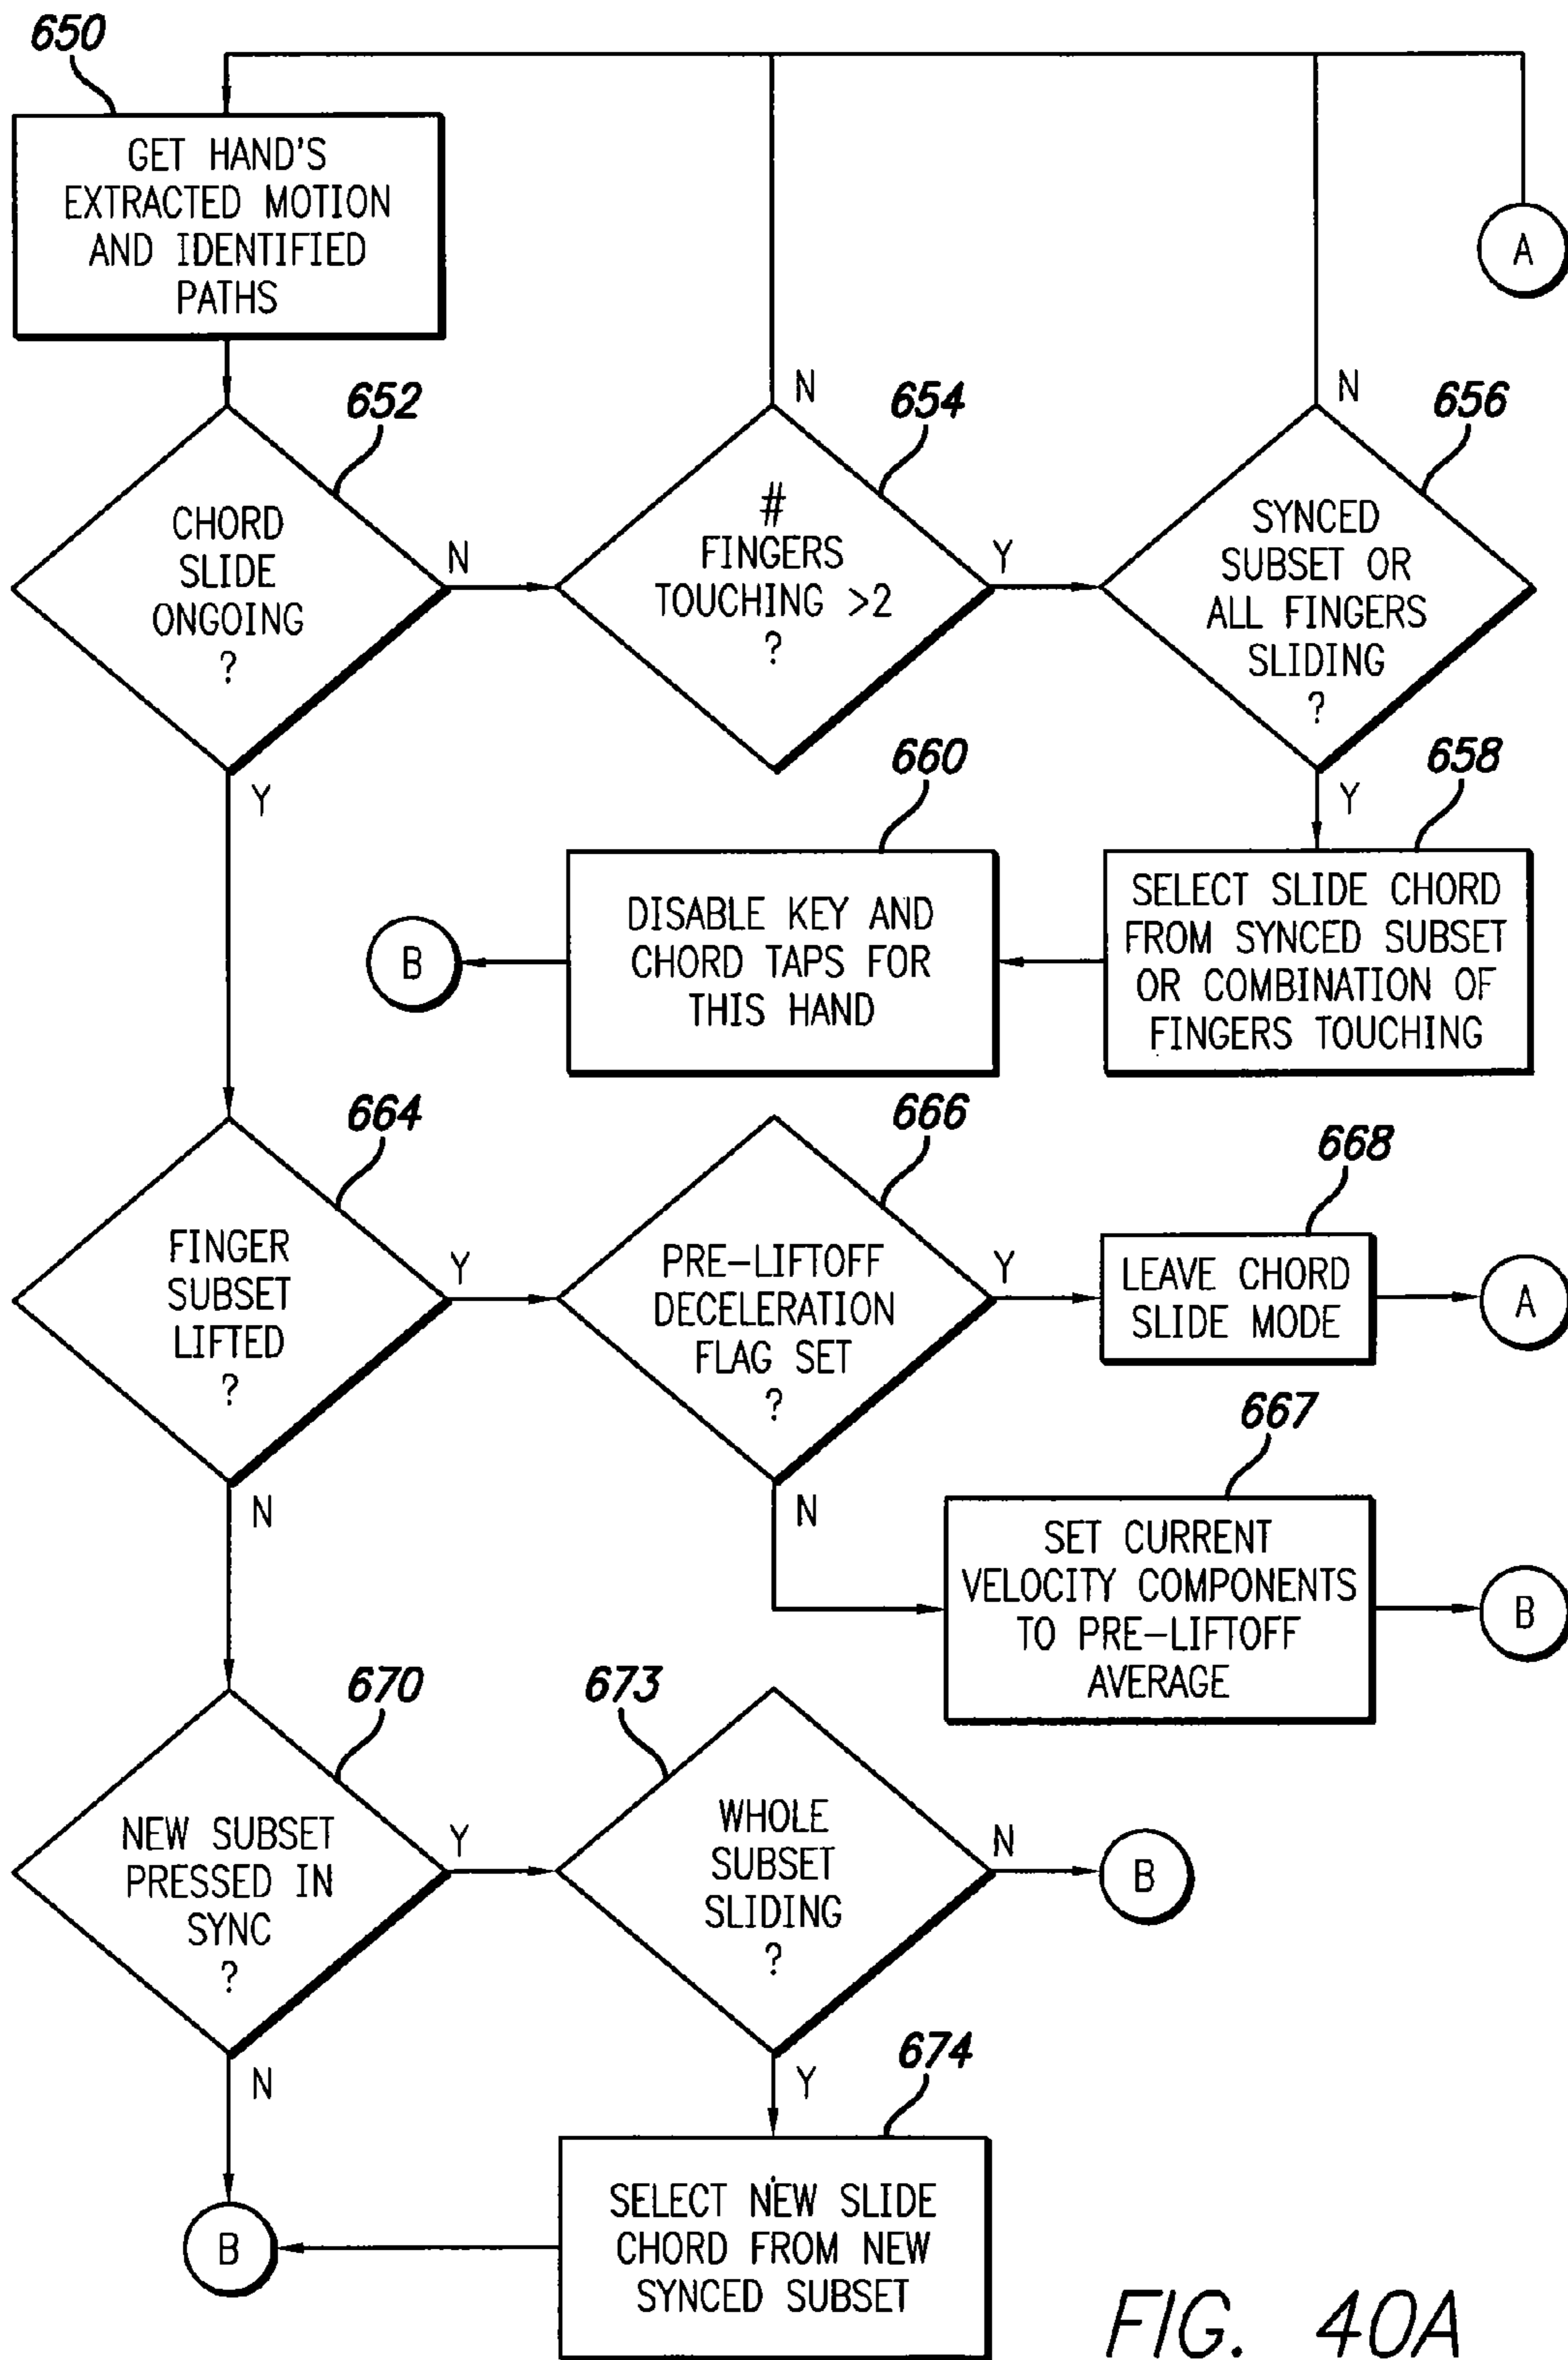 650
GET HAND'S
EXTRACTED MOTION
AND IDENTIFIED
PATHS
A
652
CHORD
SLIDE
ONGOING
?
N
Y
654
#
FINGERS
TOUCHING >2
?
N
Y
656
SYNCED
SUBSET OR
ALL FINGERS
SLIDING
?
N
Y
658
SELECT SLIDE CHORD
FROM SYNCED SUBSET
OR COMBINATION OF
FINGERS TOUCHING
660
DISABLE KEY AND
CHORD TAPS FOR
THIS HAND
B
664
FINGER
SUBSET
LIFTED
?
Y
N
666
PRE-LIFTOFF
DECELERATION
FLAG SET
?
Y
N
668
LEAVE CHORD
SLIDE MODE
A
667
SET CURRENT
VELOCITY COMPONENTS
TO PRE-LIFTOFF
AVERAGE
B
670
NEW SUBSET
PRESSED IN
SYNC
?
Y
N
673
WHOLE
SUBSET
SLIDING
?
N
B
Y
674
SELECT NEW SLIDE
CHORD FROM NEW
SYNCED SUBSET
B
FIG. 40A